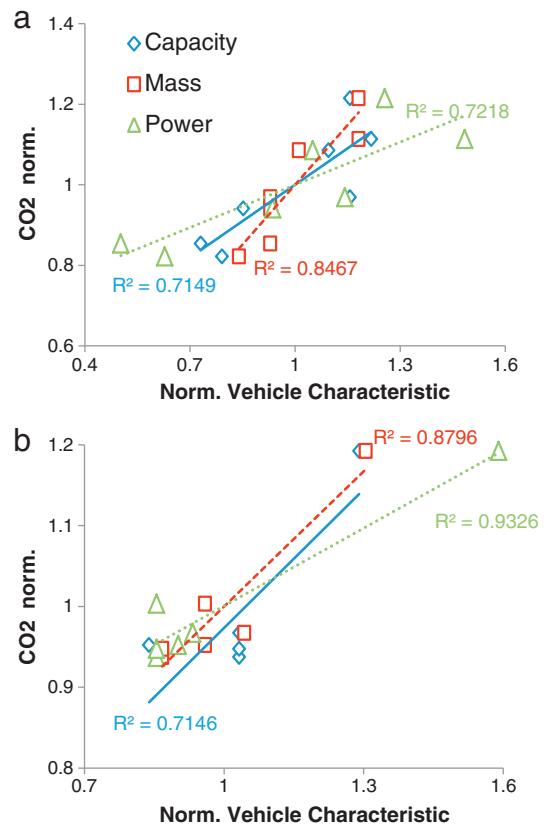 a
1.4
Capacity
Mass
Power
1.2
R² = 0.7218
CO2 norm.
1
0.8
R² = 0.8467
R² = 0.7149
0.6
0.4 0.7 1 1.3 1.6
Norm. Vehicle Characteristic
b
1.2
R² = 0.8796
1.1
R² = 0.9326
CO2 norm.
1
0.9
R² = 0.7146
0.8
0.7 1 1.3 1.6
Norm. Vehicle Characteristic